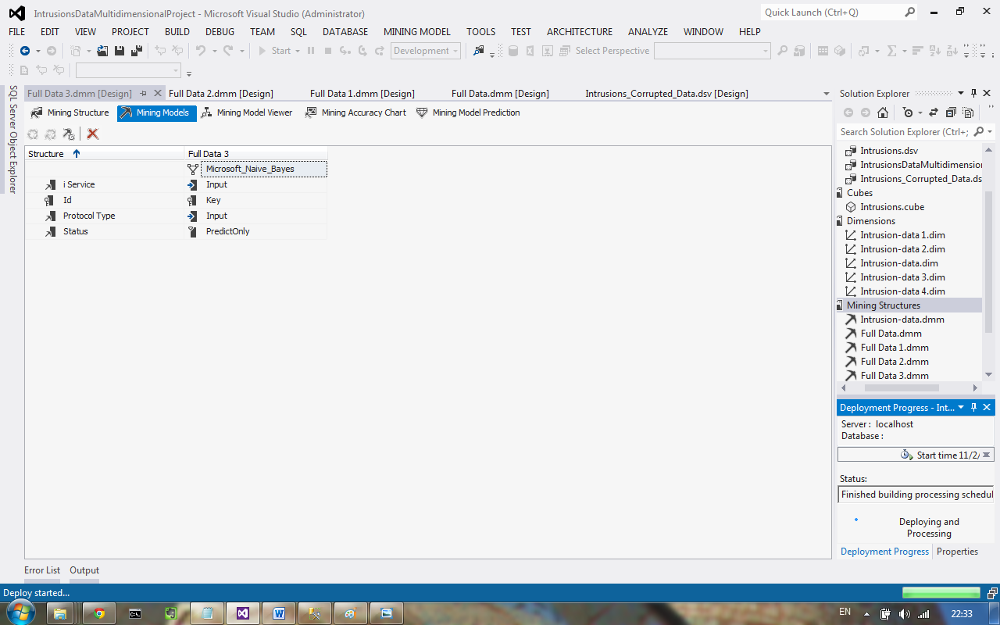 IntrusionsDataMultidimensionalProject - Microsoft Visual Studio (Administrator)
Quick Launch (Ctrl+Q)
FILE EDIT VIEW PROJECT BUILD DEBUG TEAM SQL DATABASE MINING MODEL TOOLS TEST ARCHITECTURE ANALYZE WINDOW HELP
Start Development Select Perspective
SQL Server Object Explorer
Full Data 3.dmm [Design] Full Data 2.dmm [Design] Full Data 1.dmm [Design] Full Data.dmm [Design] Intrusions_Corrupted_Data.dsv [Design]
Mining Structure Mining Models Mining Model Viewer Mining Accuracy Chart Mining Model Prediction
Structure Full Data 3
Microsoft_Naive_Bayes
i Service Input
Id Key
Protocol Type Input
Status PredictOnly
Solution Explorer
Search Solution Explorer (Ctrl+;
Intrusions.dsv
IntrusionsDataMultidimension
Intrusions_Corrupted_Data.ds
Cubes
Intrusions.cube
Dimensions
Intrusion-data 1.dim
Intrusion-data 2.dim
Intrusion-data.dim
Intrusion-data 3.dim
Intrusion-data 4.dim
Mining Structures
Intrusion-data.dmm
Full Data.dmm
Full Data 1.dmm
Full Data 2.dmm
Full Data 3.dmm
Deployment Progress - Int...
Server : localhost
Database :
Start time 11/2/
Status:
Finished building processing schedul
Deploying and
Processing
Deployment Progress Properties
Error List Output
Deploy started...
EN 22:33